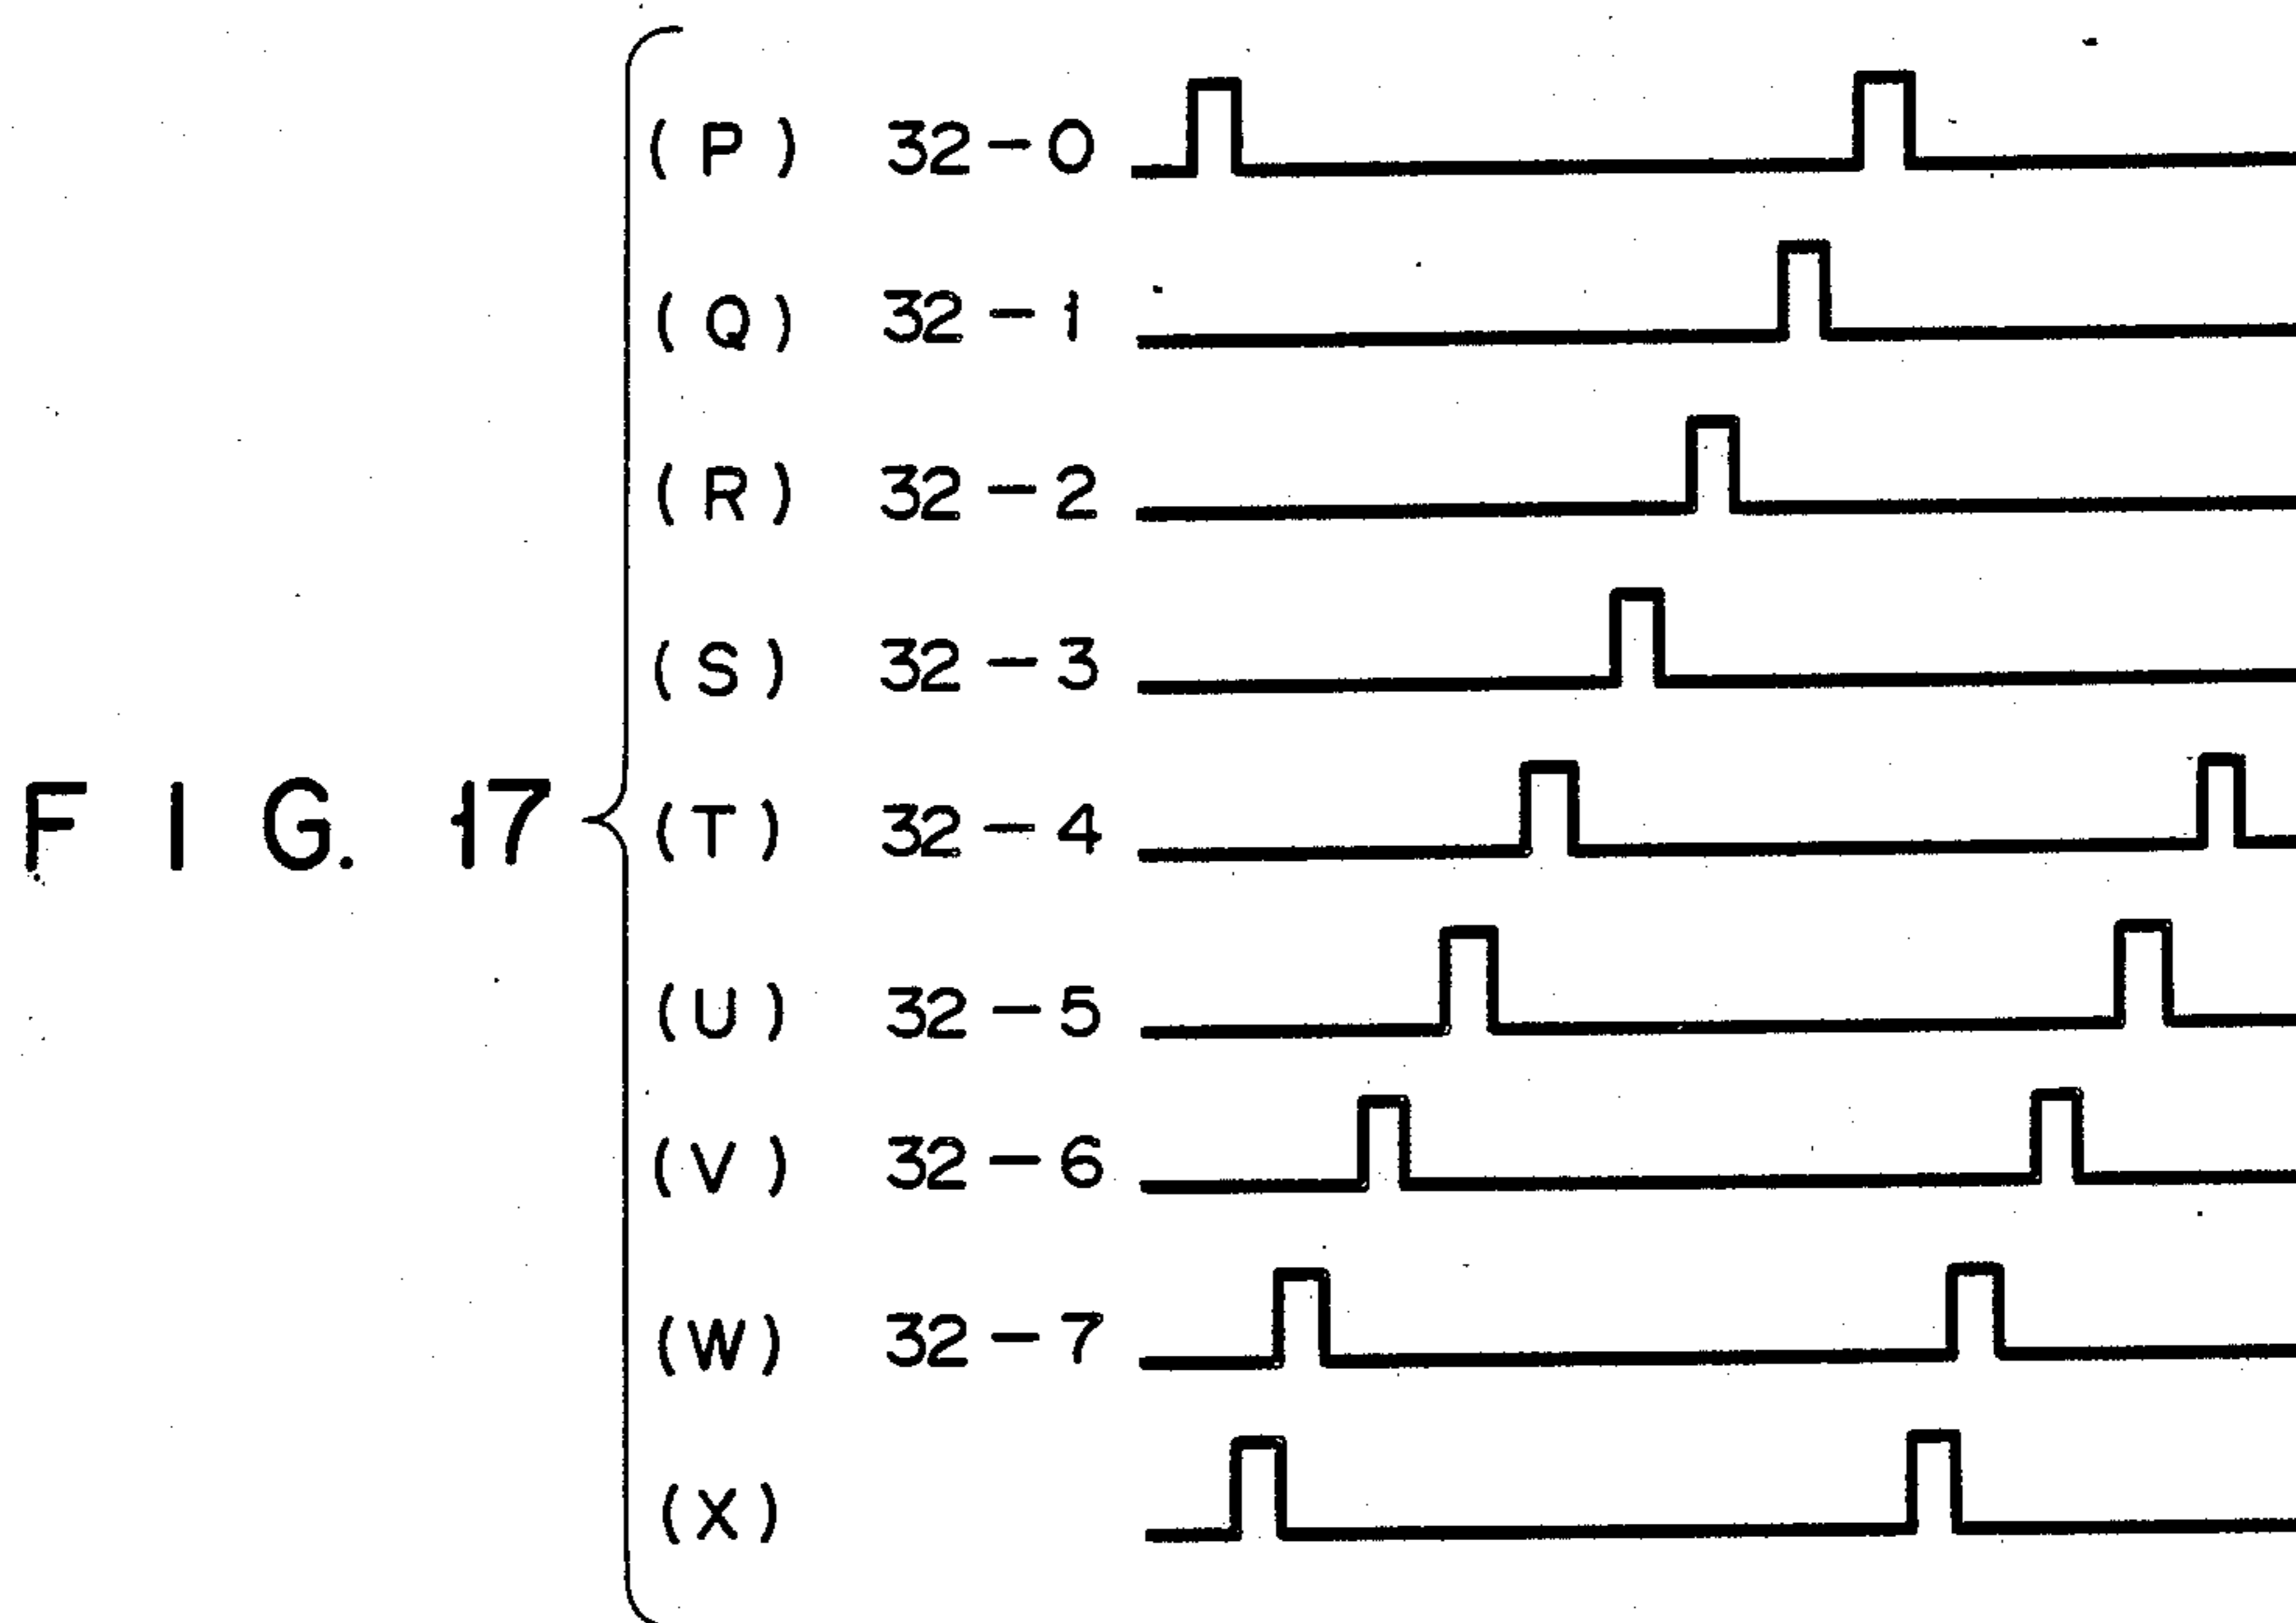 (P) 32-0
(Q) 32-1
(R) 32-2
(S) 32-3
FIG. 17
(T) 32-4
(U) 32-5
(V) 32-6
(W) 32-7
(X)